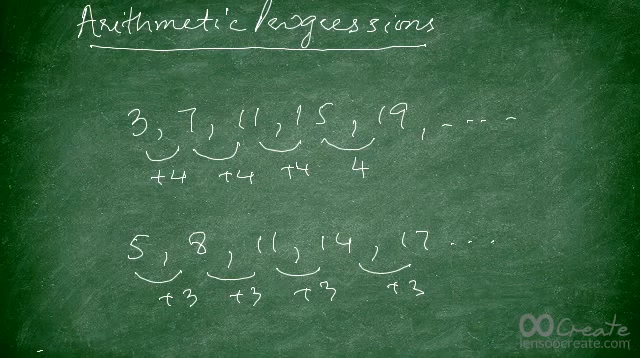 Arithmetic Progressions
3, 7, 11, 15, 19, ----
+4 +4 +4 4
5, 8, 11, 14, 17 ...
+3 +3 +3 +3
Create
lensoocreate.com